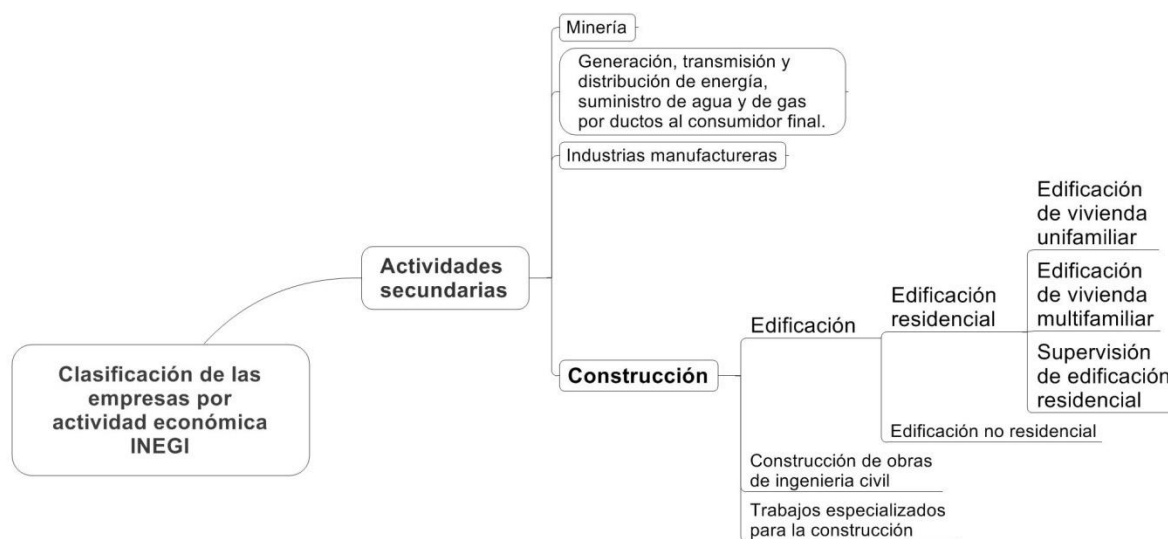 Minería
Generación, transmisión y
distribución de energía,
suministro de agua y de gas
por ductos al consumidor final.
Industrias manufactureras
Actividades
secundarias
Edificación
de vivienda
unifamiliar
Edificación
de vivienda
multifamiliar
Supervisión
de edificación
residencial
Edificación
residencial
Edificación
Edificación no residencial
Construcción
Clasificación de las
empresas por
actividad económica
INEGI
Construcción de obras
de ingenieria civil
Trabajos especializados
para la construcción